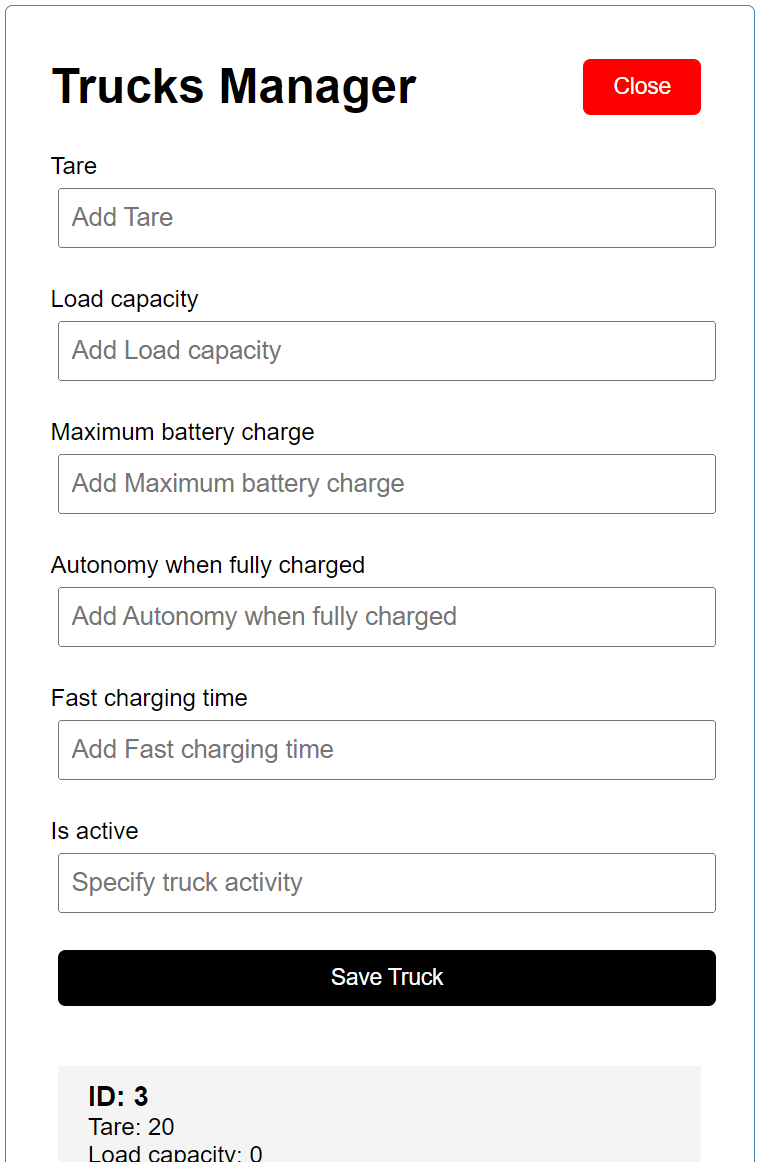 Trucks Manager
Close
Tare
Add Tare
Load capacity
Add Load capacity
Maximum battery charge
Add Maximum battery charge
Autonomy when fully charged
Add Autonomy when fully charged
Fast charging time
Add Fast charging time
Is active
Specify truck activity
Save Truck
ID: 3
Tare: 20
Load capacity: 0